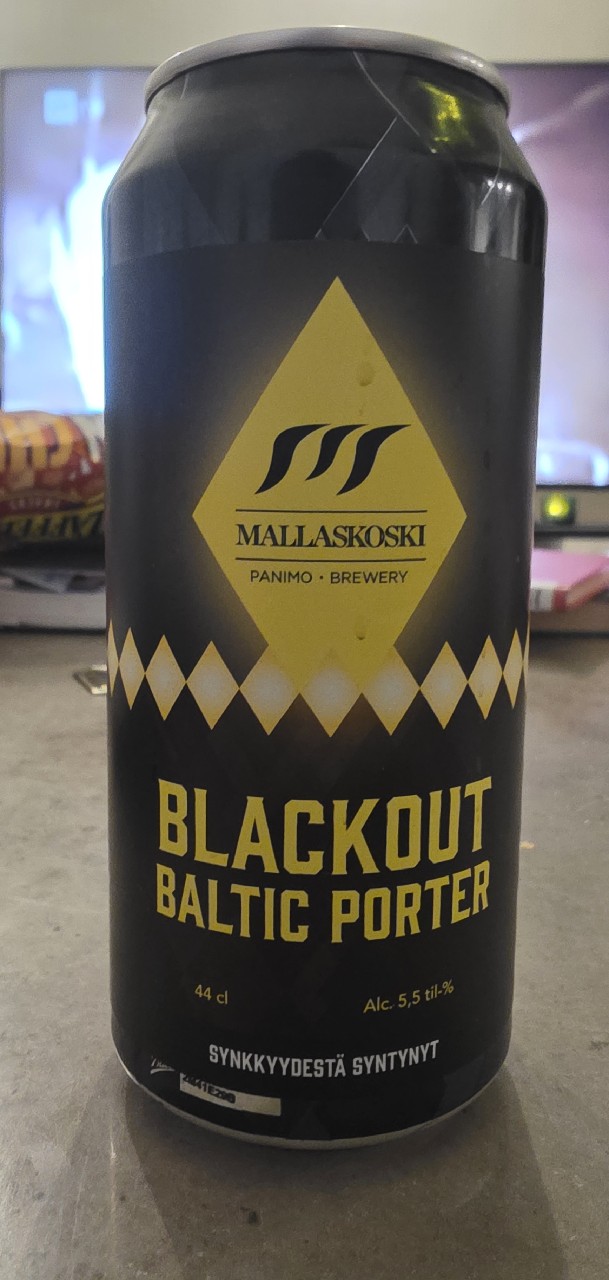 MALLASKOSKI
PANIMO · BREWERY
BLACKOUT
BALTIC PORTER
44 cl
Alc. 5,5 til-%
SYNKKYYDESTÄ SYNTYNYT